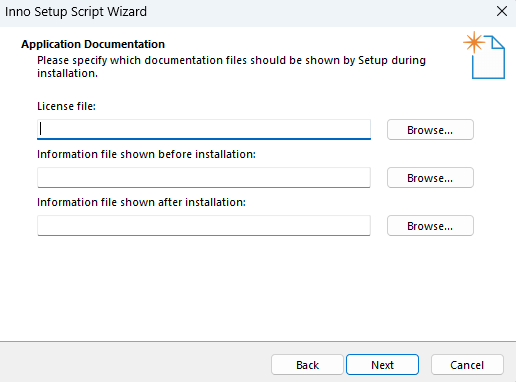 Inno Setup Script Wizard
Application Documentation
Please specify which documentation files should be shown by Setup during
installation.
License file:
Browse...
Information file shown before installation:
Browse...
Information file shown after installation:
Browse...
Back
Next
Cancel